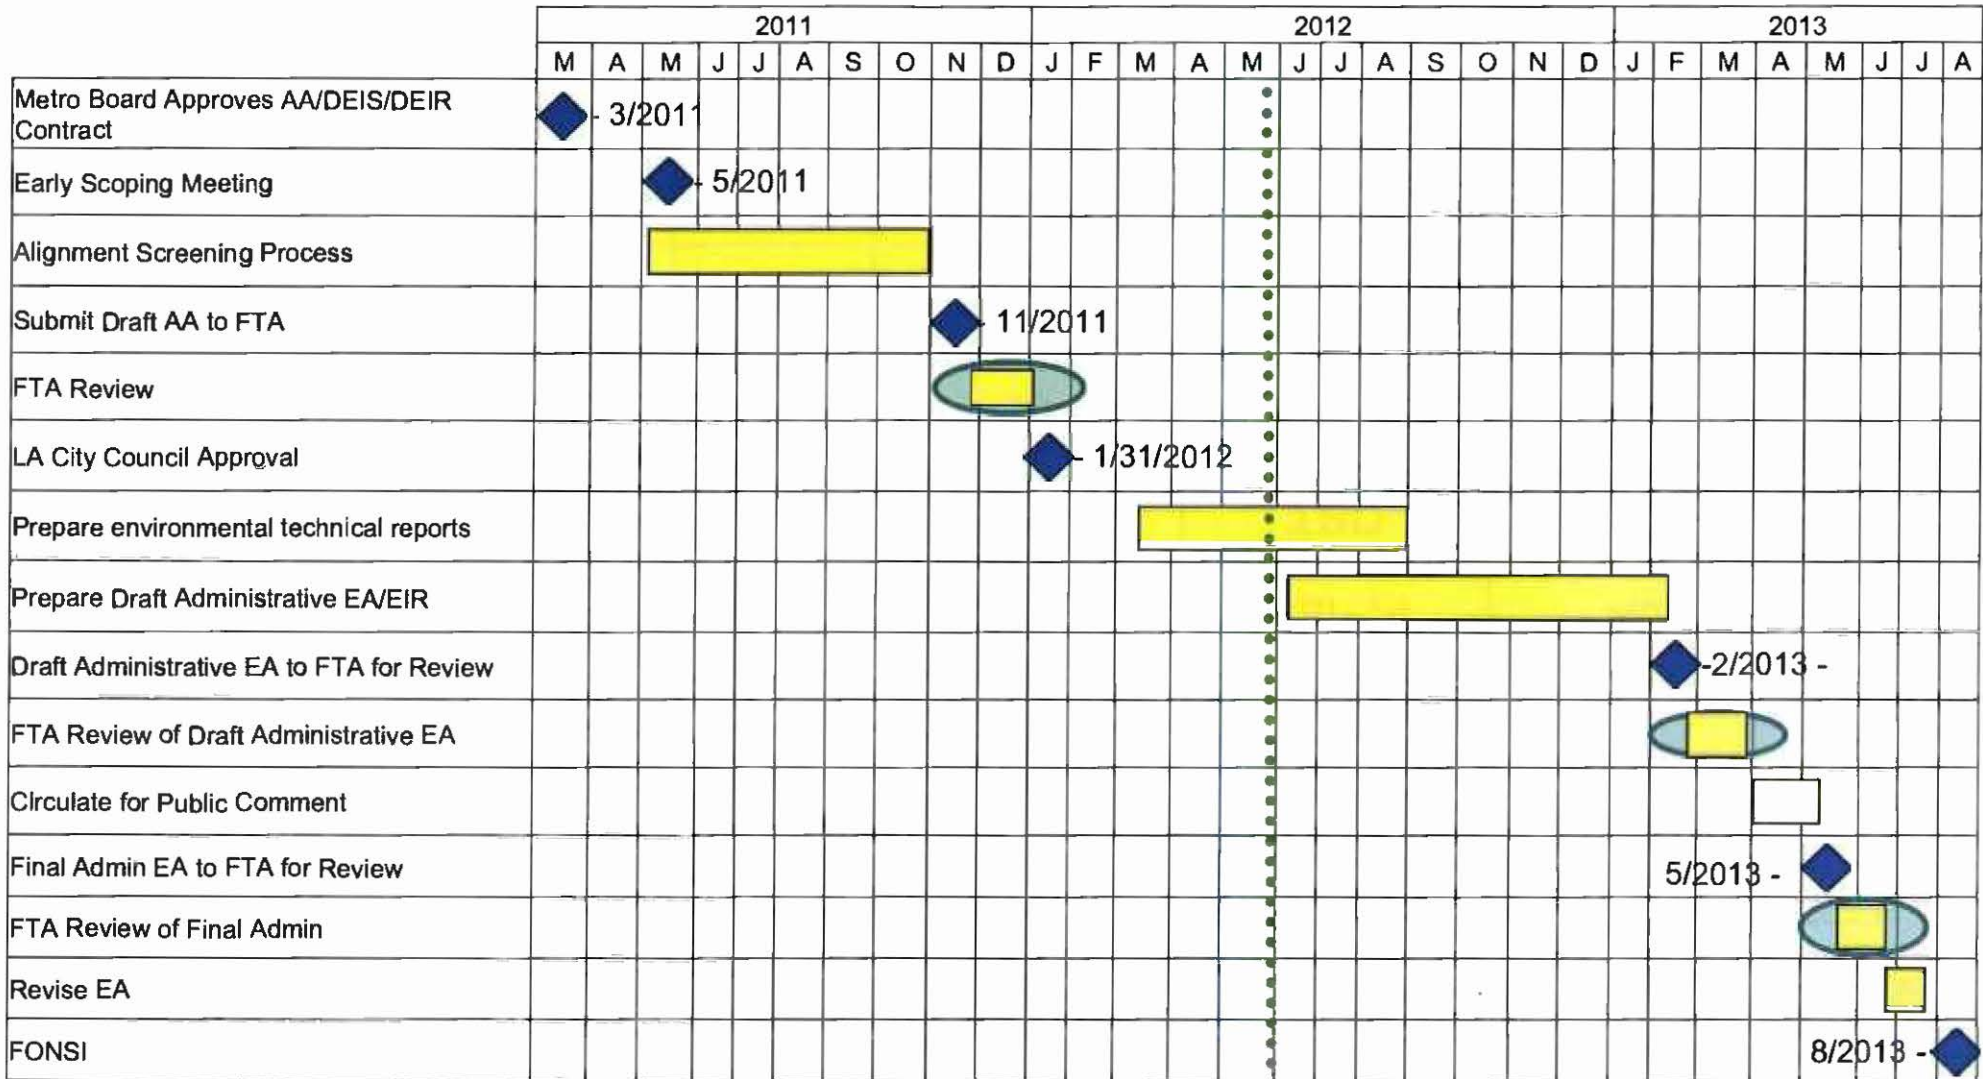 2011 2012 2013
M A M J J A S O N D J F M A M J J A S O N D J F M A M J J A
Metro Board Approves AA/DEIS/DEIR
Contract
- 3/2011
Early Scoping Meeting - 5/2011
Alignment Screening Process
Submit Draft AA to FTA - 11/2011
FTA Review
LA City Council Approval - 1/31/2012
Prepare environmental technical reports
Prepare Draft Administrative EA/EIR
Draft Administrative EA to FTA for Review -2/2013 -
FTA Review of Draft Administrative EA
Circulate for Public Comment
Final Admin EA to FTA for Review 5/2013 -
FTA Review of Final Admin
Revise EA
FONSI 8/2013 -